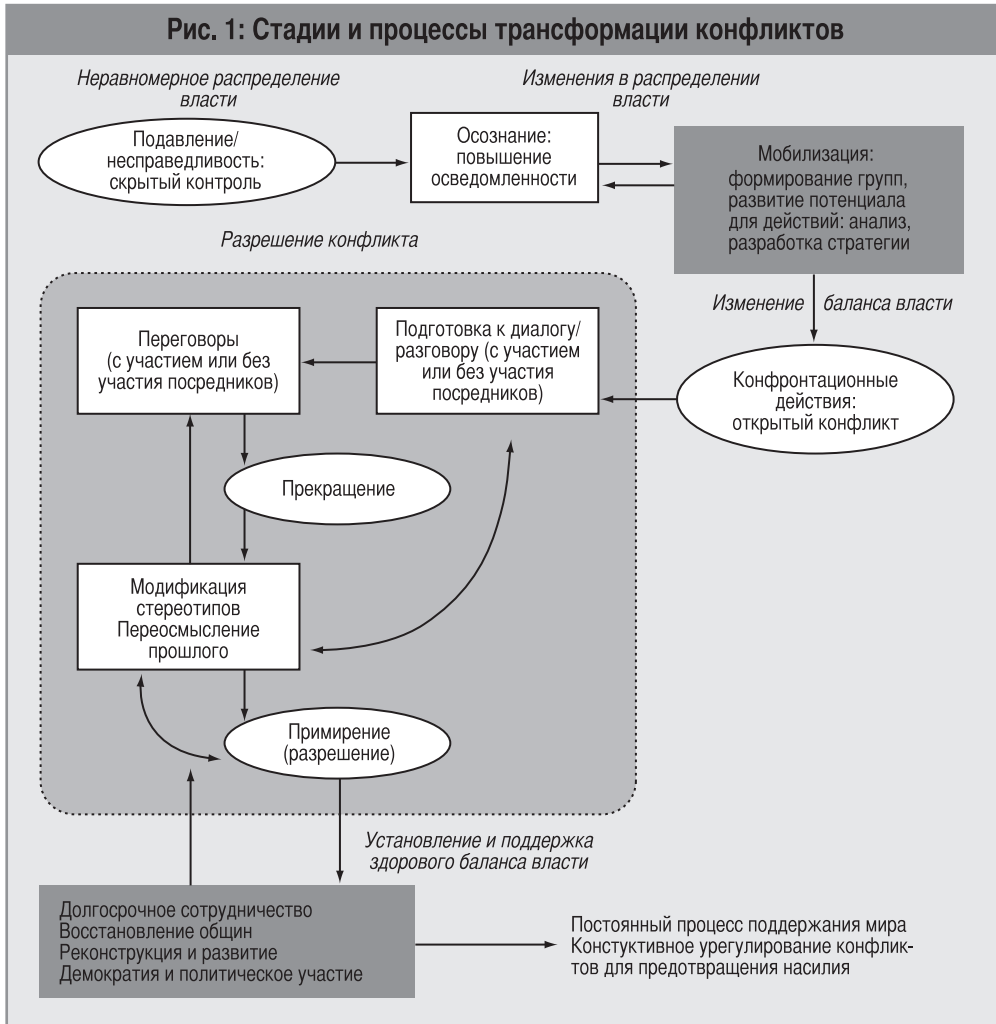 Рис. 1: Стадии и процессы трансформации конфликтов
Неравномерное распределение
власти
Изменения в распределении
власти
Подавление/
несправедливость:
скрытый контроль
Осознание:
повышение
осведомленности
Мобилизация:
формирование групп,
развитие потенциала
для действий: анализ,
разработка стратегии
Разрешение конфликта
Изменение баланса власти
Переговоры
(с участием или без
участия посредников)
Подготовка к диалогу/
разговору (с участием
или без участия
посредников)
Конфронтационные
действия:
открытый конфликт
Прекращение
Модификация
стереотипов
Переосмысление
прошлого
Примирение
(разрешение)
Установление и поддержка
здорового баланса власти
Долгосрочное сотрудничество
Восстановление общин
Реконструкция и развитие
Демократия и политическое участие
Постоянный процесс поддержания мира
Констуктивное урегулирование конфлик-
тов для предотвращения насилия